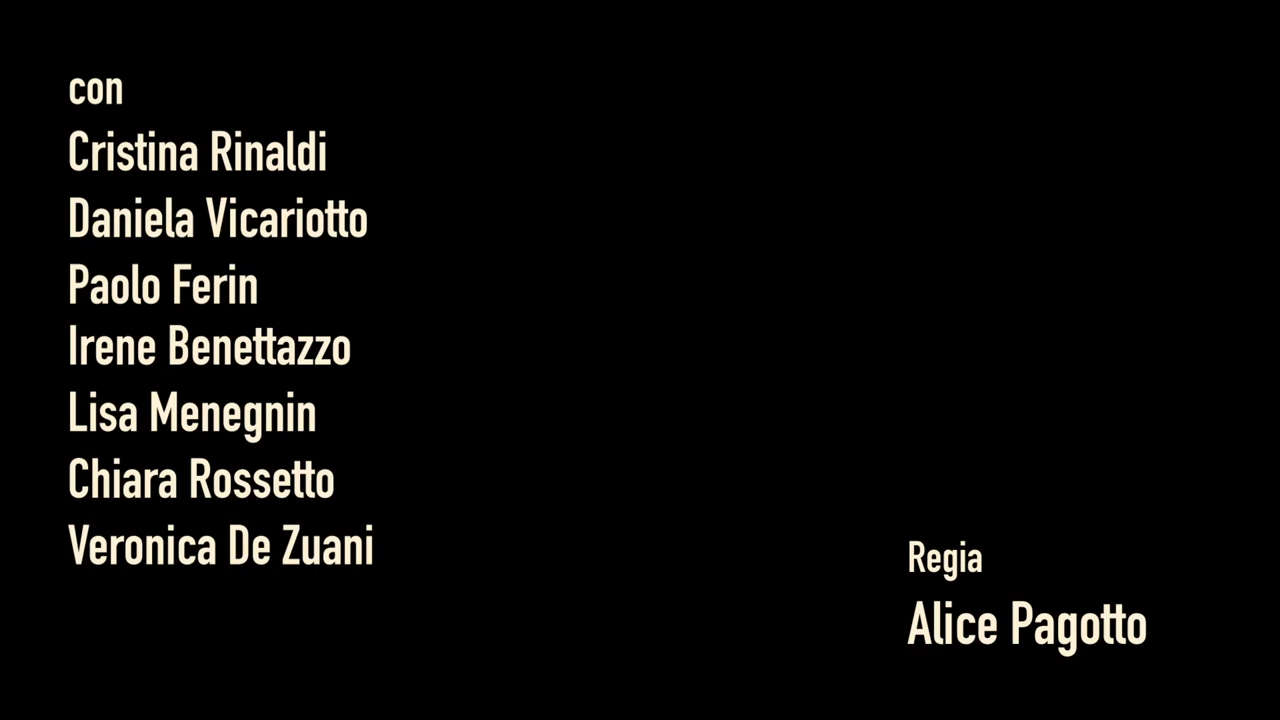 con
Cristina Rinaldi
Daniela Vicariotto
Paolo Ferin
Irene Benettazzo
Lisa Menegnin
Chiara Rossetto
Veronica De Zuani
Regia
Alice Pagotto